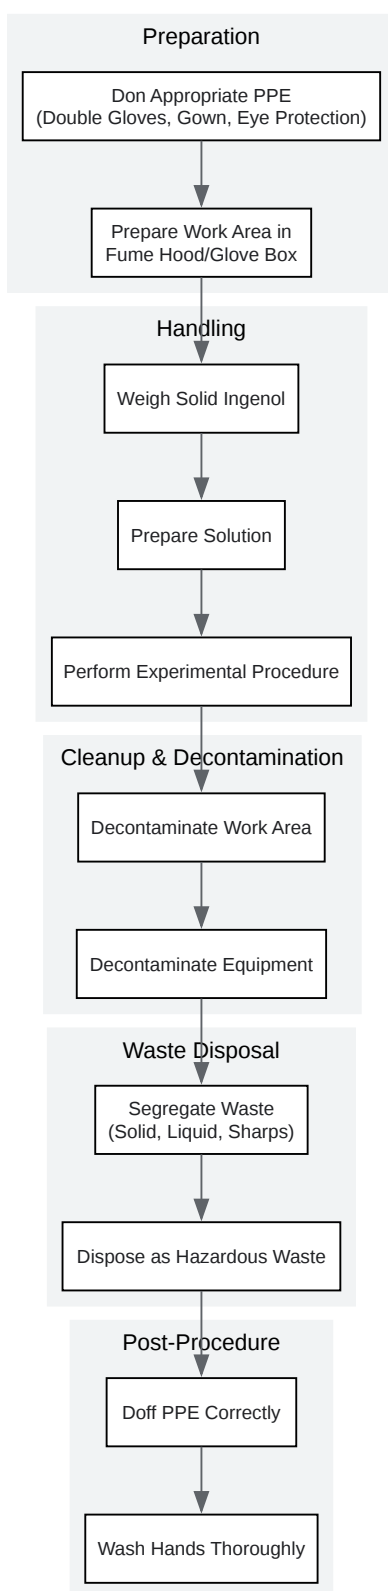 Preparation
Don Appropriate PPE
(Double Gloves, Gown, Eye Protection)
Prepare Work Area in
Fume Hood/Glove Box
Handling
Weigh Solid Ingenol
Prepare Solution
Perform Experimental Procedure
Cleanup & Decontamination
Decontaminate Work Area
Decontaminate Equipment
Waste Disposal
Segregate Waste
(Solid, Liquid, Sharps)
Dispose as Hazardous Waste
Post-Procedure
Doff PPE Correctly
Wash Hands Thoroughly